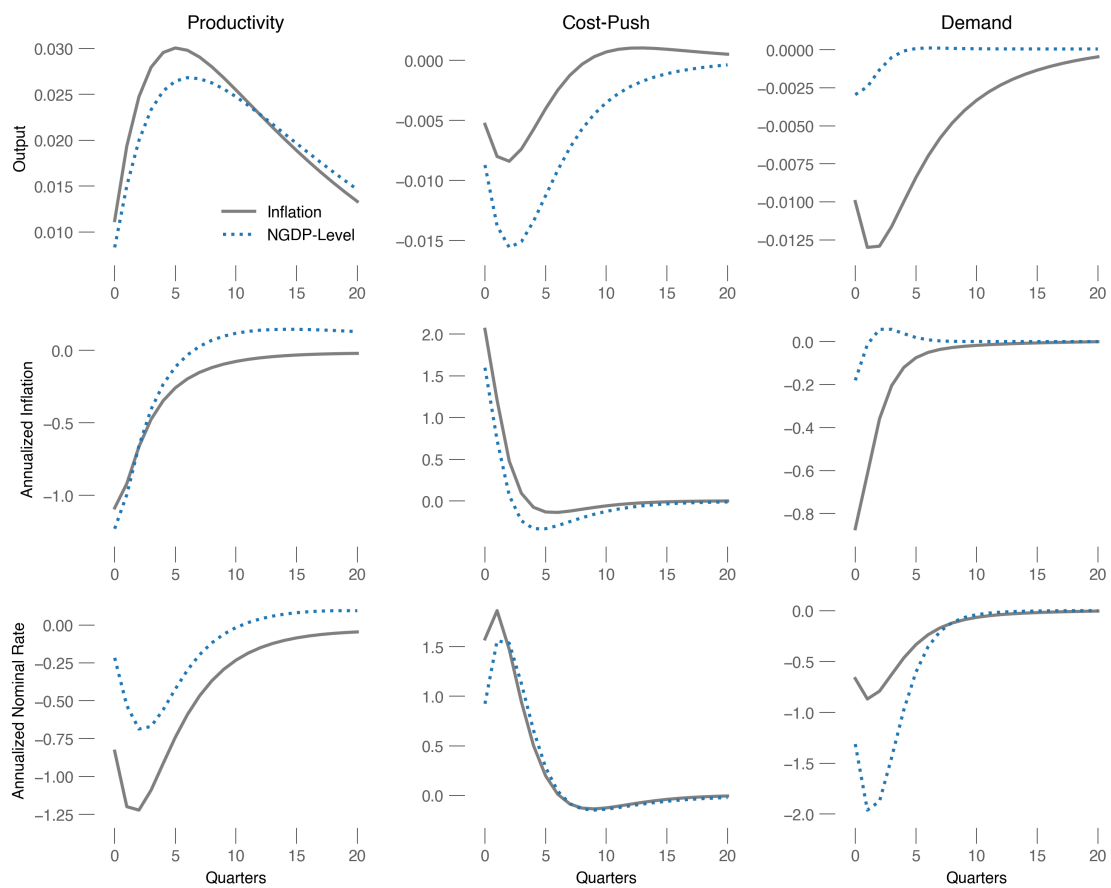 Productivity
Cost-Push
Demand
Output
0.030
0.025
0.020
0.015
0.010
Inflation
NGDP-Level
0 5 10 15 20
0.000
−0.005
−0.010
−0.015
0 5 10 15 20
0.0000
−0.0025
−0.0050
−0.0075
−0.0100
−0.0125
0 5 10 15 20
Annualized Inflation
0.0
−0.5
−1.0
0 5 10 15 20
2.0
1.5
1.0
0.5
0.0
0 5 10 15 20
0.0
−0.2
−0.4
−0.6
−0.8
0 5 10 15 20
Annualized Nominal Rate
0.00
−0.25
−0.50
−0.75
−1.00
−1.25
0 5 10 15 20
Quarters
1.5
1.0
0.5
0.0
0 5 10 15 20
Quarters
0.0
−0.5
−1.0
−1.5
−2.0
0 5 10 15 20
Quarters